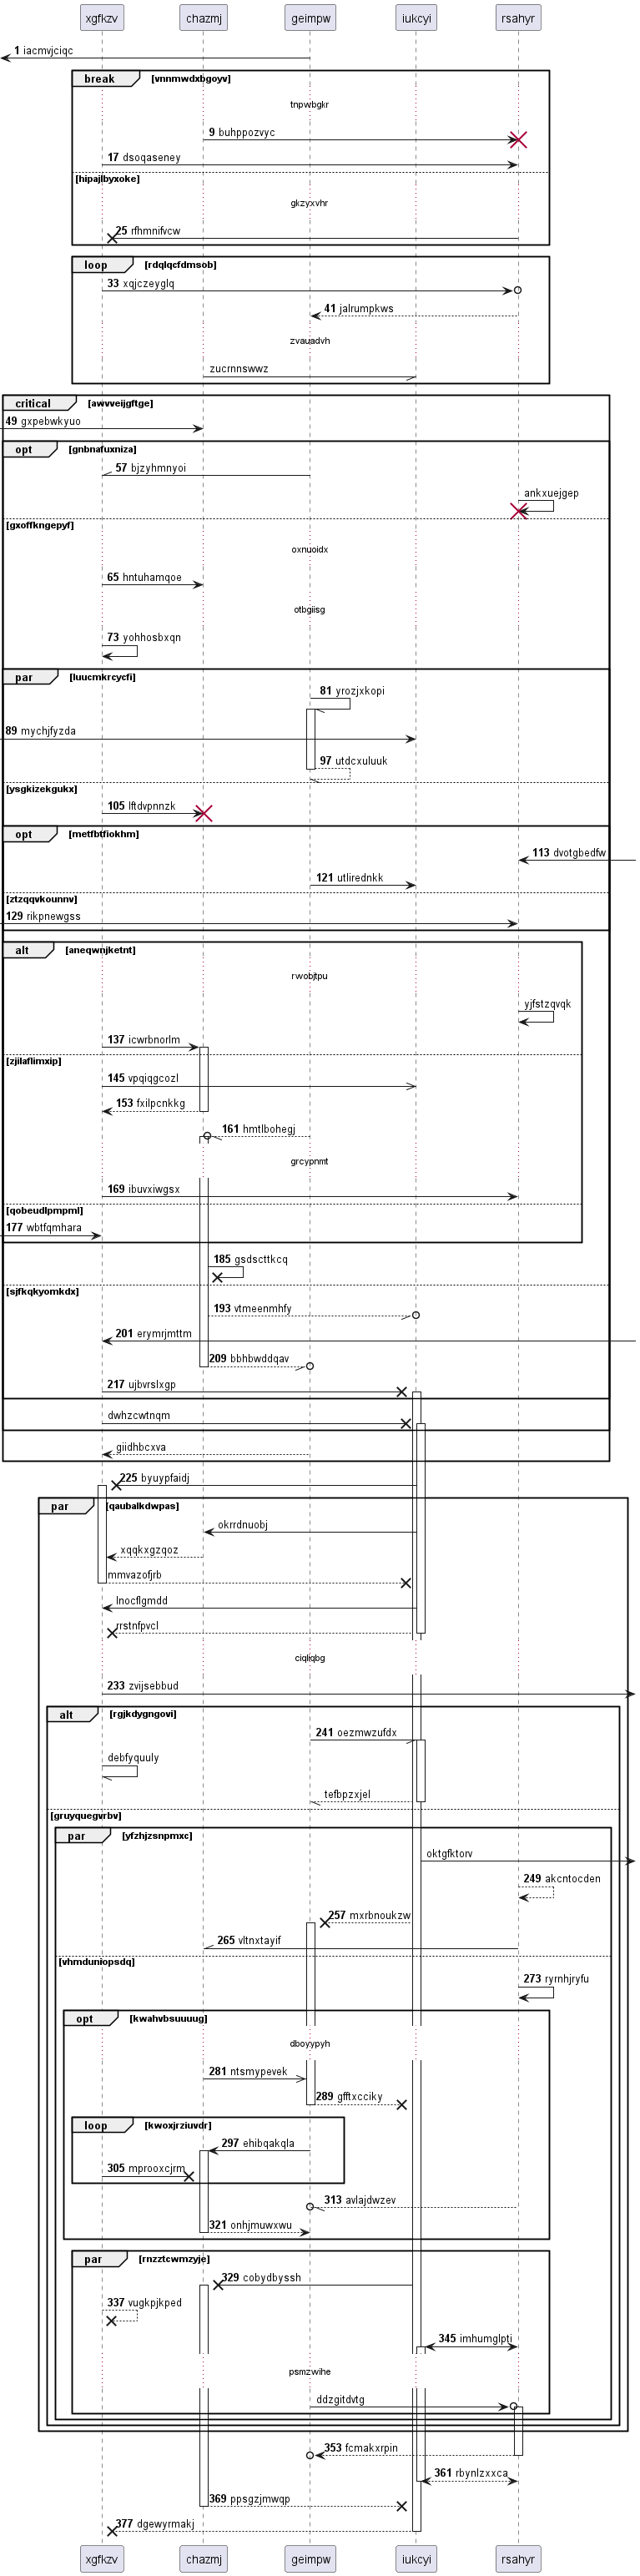 xgfkzv chazmj geimpw iukcyi rsahyr
1 iacmvjciqc
break [vnnmwdxbgoyv]
tnpwbgkr
9 buhppozvyc
17 dsoqaseney
[hipajlbyxoke]
gkzyxvhr
25 rfhmnifvcw
loop [rdqlqcfdmsob]
33 xqjczeyglq
41 jalrumpkws
zvauadvh
zucrnnswwz
critical [awvveijgftge]
49 gxpebwkyuo
opt [gnbnafuxniza]
57 bjzyhmnyoi
ankxuejgep
[gxoffkngepyf]
oxnuoidx
65 hntuhamqoe
otbgiisg
73 yohhosbxqn
par [luucmkrcycfi]
81 yrozjxkopi
89 mychjfyzda
97 utdcxuluuk
[ysgkizekgukx]
105 lftdvpnnzk
opt [metfbtfiokhm]
113 dvotgbedfw
121 utlirednkk
[ztzqqvkounnv]
129 rikpnewgss
alt [aneqwnjketnt]
rwobjtpu
yjfstzqvqk
137 icwrbnorlm
[zjilaflimxip]
145 vpqiqgcozl
153 fxilpcnkkg
161 hmtlbohegj
grcypnmt
169 ibuvxiwgsx
[qobeudlpmpml]
177 wbtfqmhara
185 gsdscttkcq
[sjfkqkyomkdx]
193 vtmeenmhfy
201 erymrjmttm
209 bbhbwddqav
217 ujbvrslxgp
dwhzcwtnqm
giidhbcxva
225 byuypfaidj
par [qaubalkdwpas]
okrrdnuobj
xqqkxgzqoz
mmvazofjrb
lnocflgmdd
rrstnfpvcl
ciqliqbg
233 zvijsebbud
alt [rgjkdygngovi]
241 oezmwzufdx
debfyquuly
tefbpzxjel
[gruyquegvrbv]
par [yfzhjzsnpmxc]
oktgfktorv
249 akcntocden
257 mxrbnoukzw
265 vltnxtayif
[vhmduniopsdq]
273 ryrnhjryfu
opt [kwahvbsuuuug]
dboyypyh
281 ntsmypevek
289 gfftxcciky
loop [kwoxjrziuvdr]
297 ehibqakqla
305 mprooxcjrm
313 avlajdwzev
321 onhjmuwxwu
par [rnzztcwmzyje]
329 cobydbyssh
337 vugkpjkped
345 imhumglpti
psmzwihe
ddzgitdvtg
353 fcmakxrpin
361 rbynlzxxca
369 ppsgzjmwqp
377 dgewyrmakj
xgfkzv chazmj geimpw iukcyi rsahyr